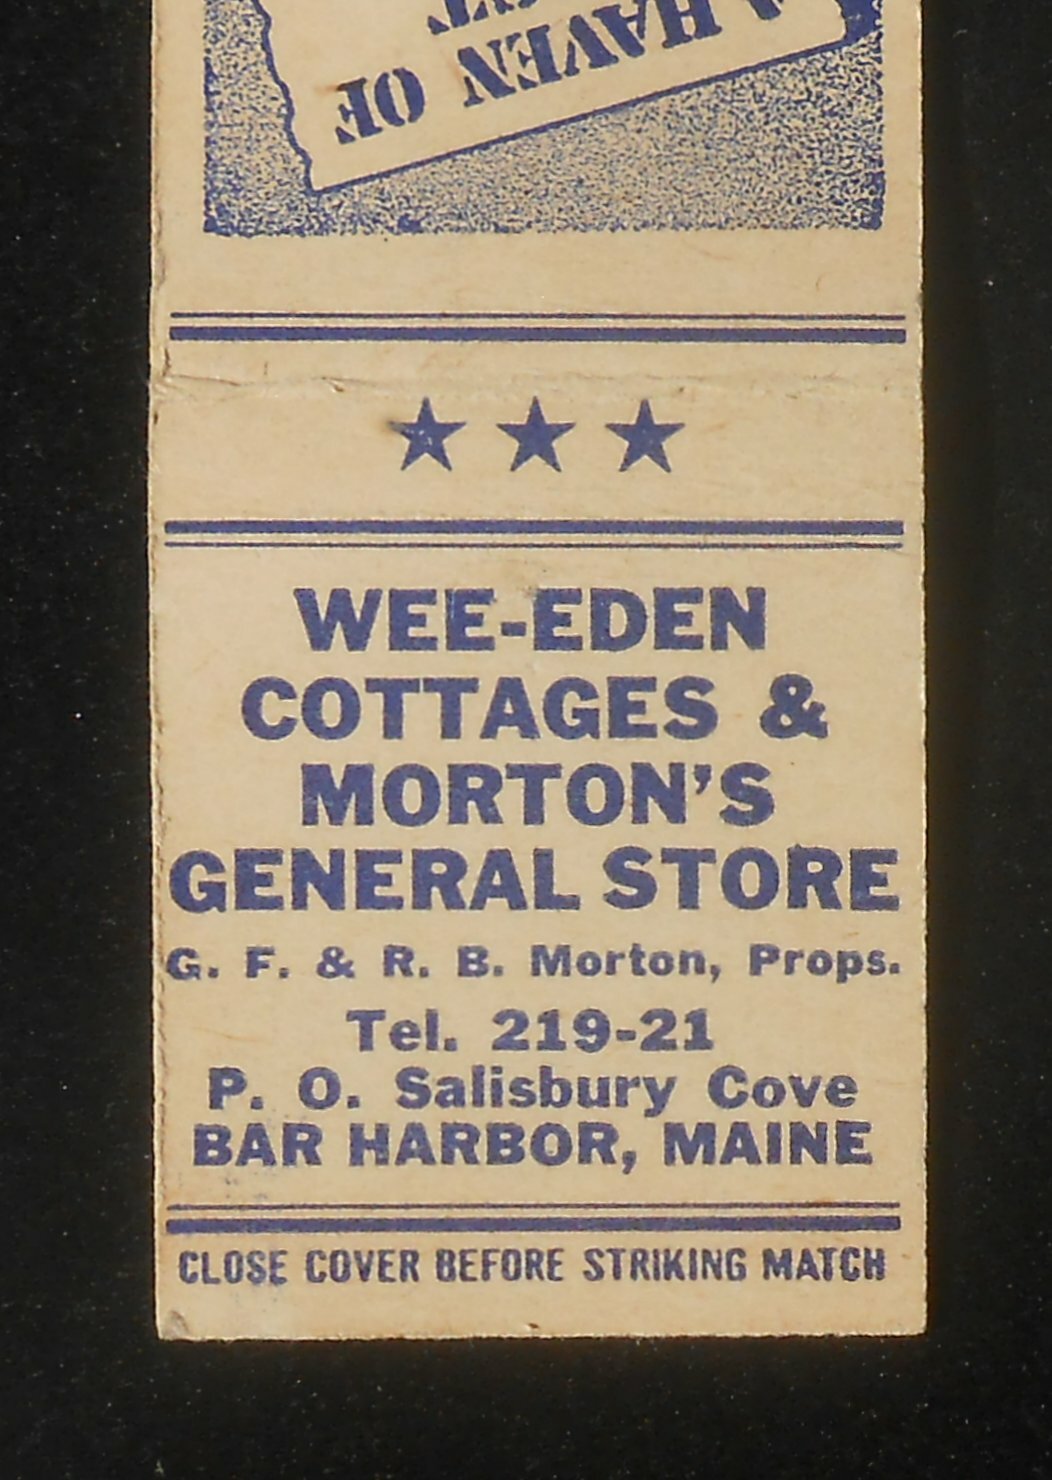 A HAVEN OF
★ ★ ★
WEE-EDEN
COTTAGES &
MORTON'S
GENERAL STORE
G. F. & R. B. Morton, Props.
Tel. 219-21
P. O. Salisbury Cove
BAR HARBOR, MAINE
CLOSE COVER BEFORE STRIKING MATCH